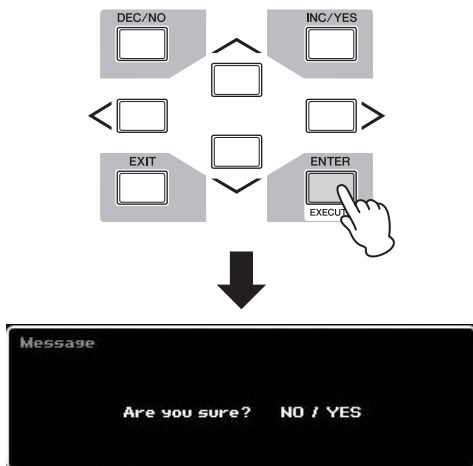 DEC/NO INC/YES
EXIT ENTER
Message
Are you sure? NO / YES